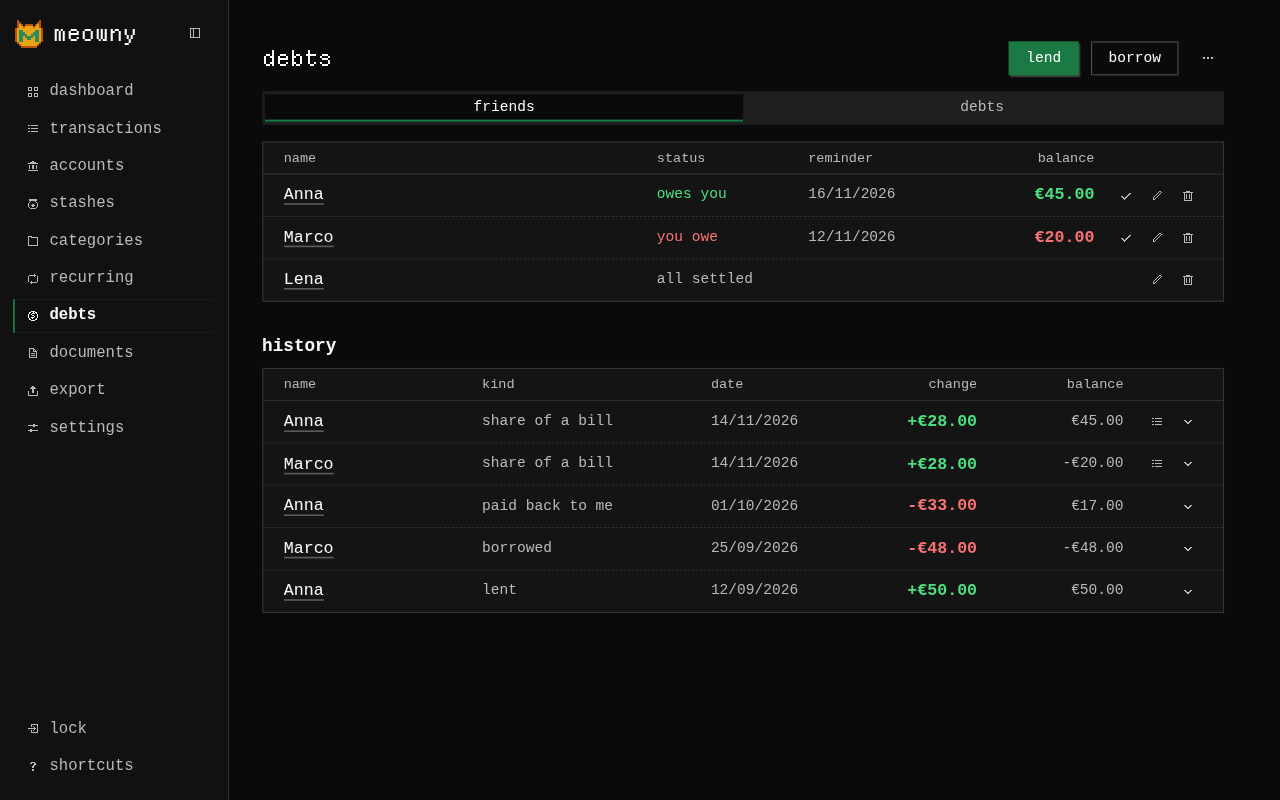 meowny
dashboard
transactions
accounts
stashes
categories
recurring
debts
documents
export
settings
lock
? shortcuts
debts
lend borrow ...
friends debts
name status reminder balance
Anna owes you 16/11/2026 €45.00
Marco you owe 12/11/2026 €20.00
Lena all settled
history
name kind date change balance
Anna share of a bill 14/11/2026 +€28.00 €45.00
Marco share of a bill 14/11/2026 +€28.00 -€20.00
Anna paid back to me 01/10/2026 -€33.00 €17.00
Marco borrowed 25/09/2026 -€48.00 -€48.00
Anna lent 12/09/2026 +€50.00 €50.00